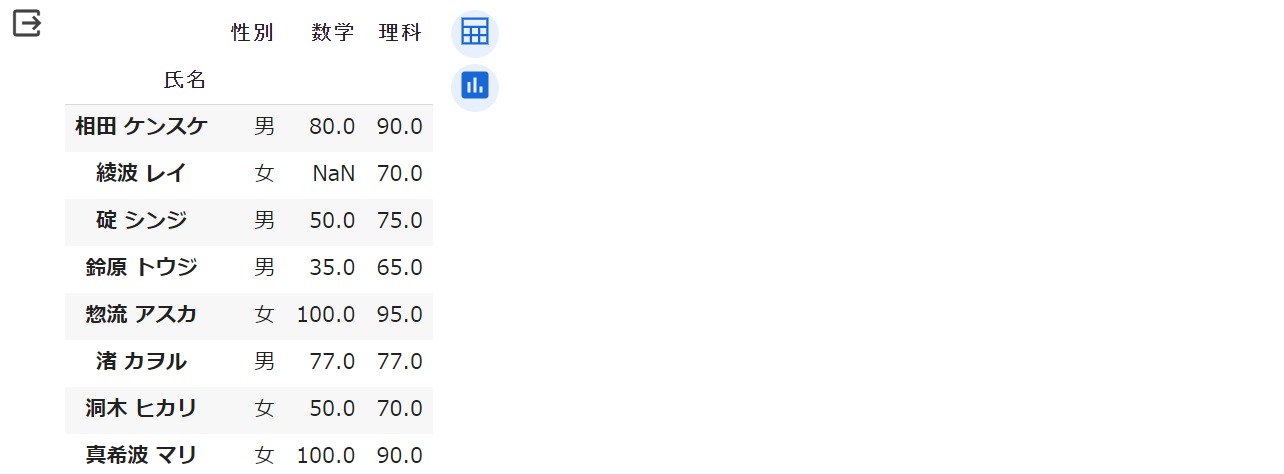 性別 数学 理科
氏名
相田 ケンスケ 男 80.0 90.0
綾波 レイ 女 NaN 70.0
碇 シンジ 男 50.0 75.0
鈴原 トウジ 男 35.0 65.0
惣流 アスカ 女 100.0 95.0
渚 カヲル 男 77.0 77.0
洞木 ヒカリ 女 50.0 70.0
真希波 マリ 女 100.0 90.0